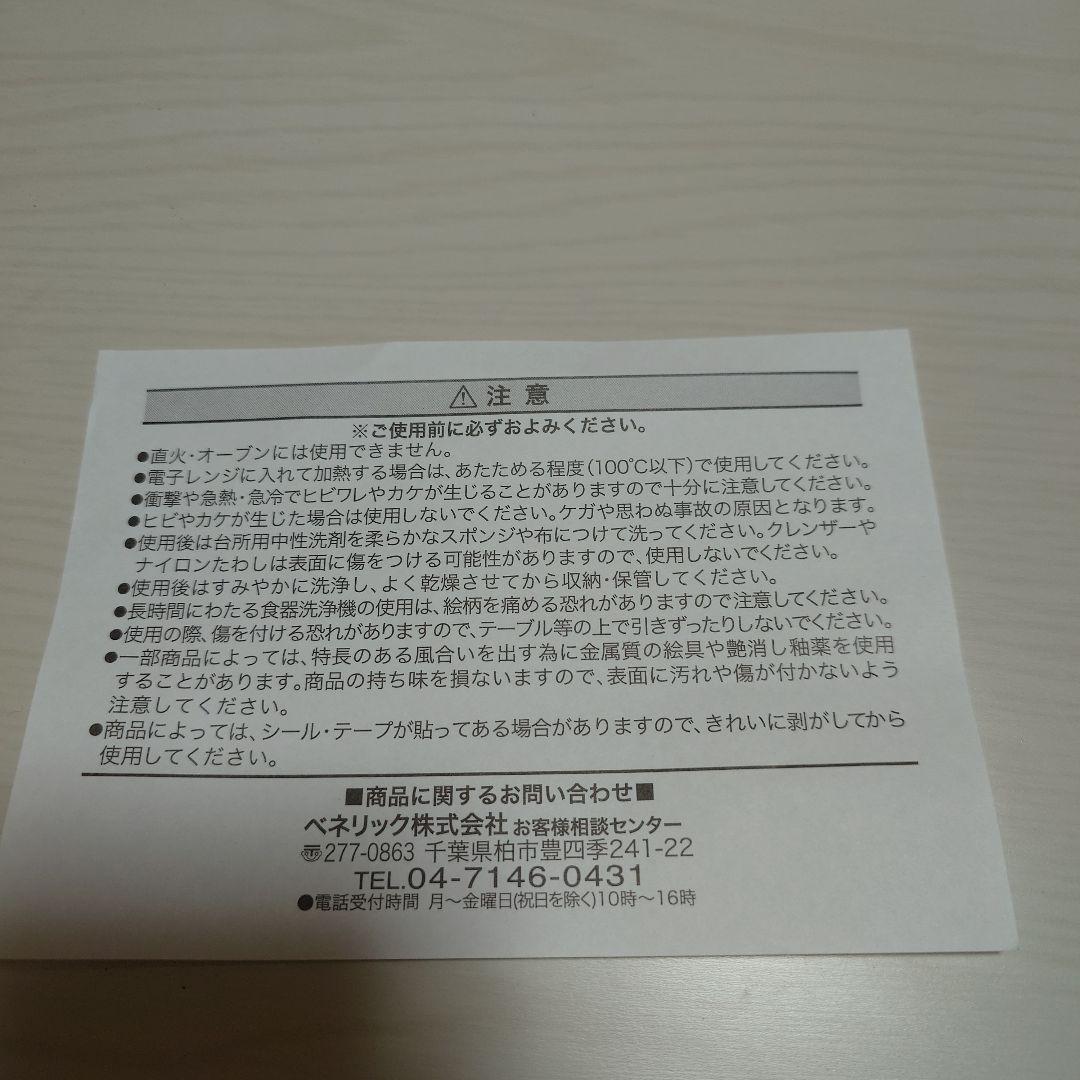 ⚠ 注意
※ご使用前に必ずおよみください。
●直火・オーブンには使用できません。
●電子レンジに入れて加熱する場合は、あたためる程度(100℃以下)で使用してください。
●衝撃や急熱・急冷でヒビワレやカケが生じることがありますので十分に注意してください。
●ヒビやカケが生じた場合は使用しないでください。ケガや思わぬ事故の原因となります。
●使用後は台所用中性洗剤を柔らかなスポンジや布につけて洗ってください。クレンザーや
ナイロンたわしは表面に傷をつける可能性がありますので、使用しないでください。
●使用後はすみやかに洗浄し、よく乾燥させてから収納・保管してください。
●長時間にわたる食器洗浄機の使用は、絵柄を痛める恐れがありますので注意してください。
●使用の際、傷を付ける恐れがありますので、テーブル等の上で引きずったりしないでください。
●一部商品によっては、特長のある風合いを出す為に金属質の絵具や艶消し釉薬を使用
することがあります。商品の持ち味を損ないますので、表面に汚れや傷が付かないよう
注意してください。
●商品によっては、シール・テープが貼ってある場合がありますので、きれいに剥がしてから
使用してください。
■商品に関するお問い合わせ■
ベネリック株式会社 お客様相談センター
〠277-0863 千葉県柏市豊四季241-22
TEL.04-7146-0431
●電話受付時間 月〜金曜日(祝日を除く)10時〜16時